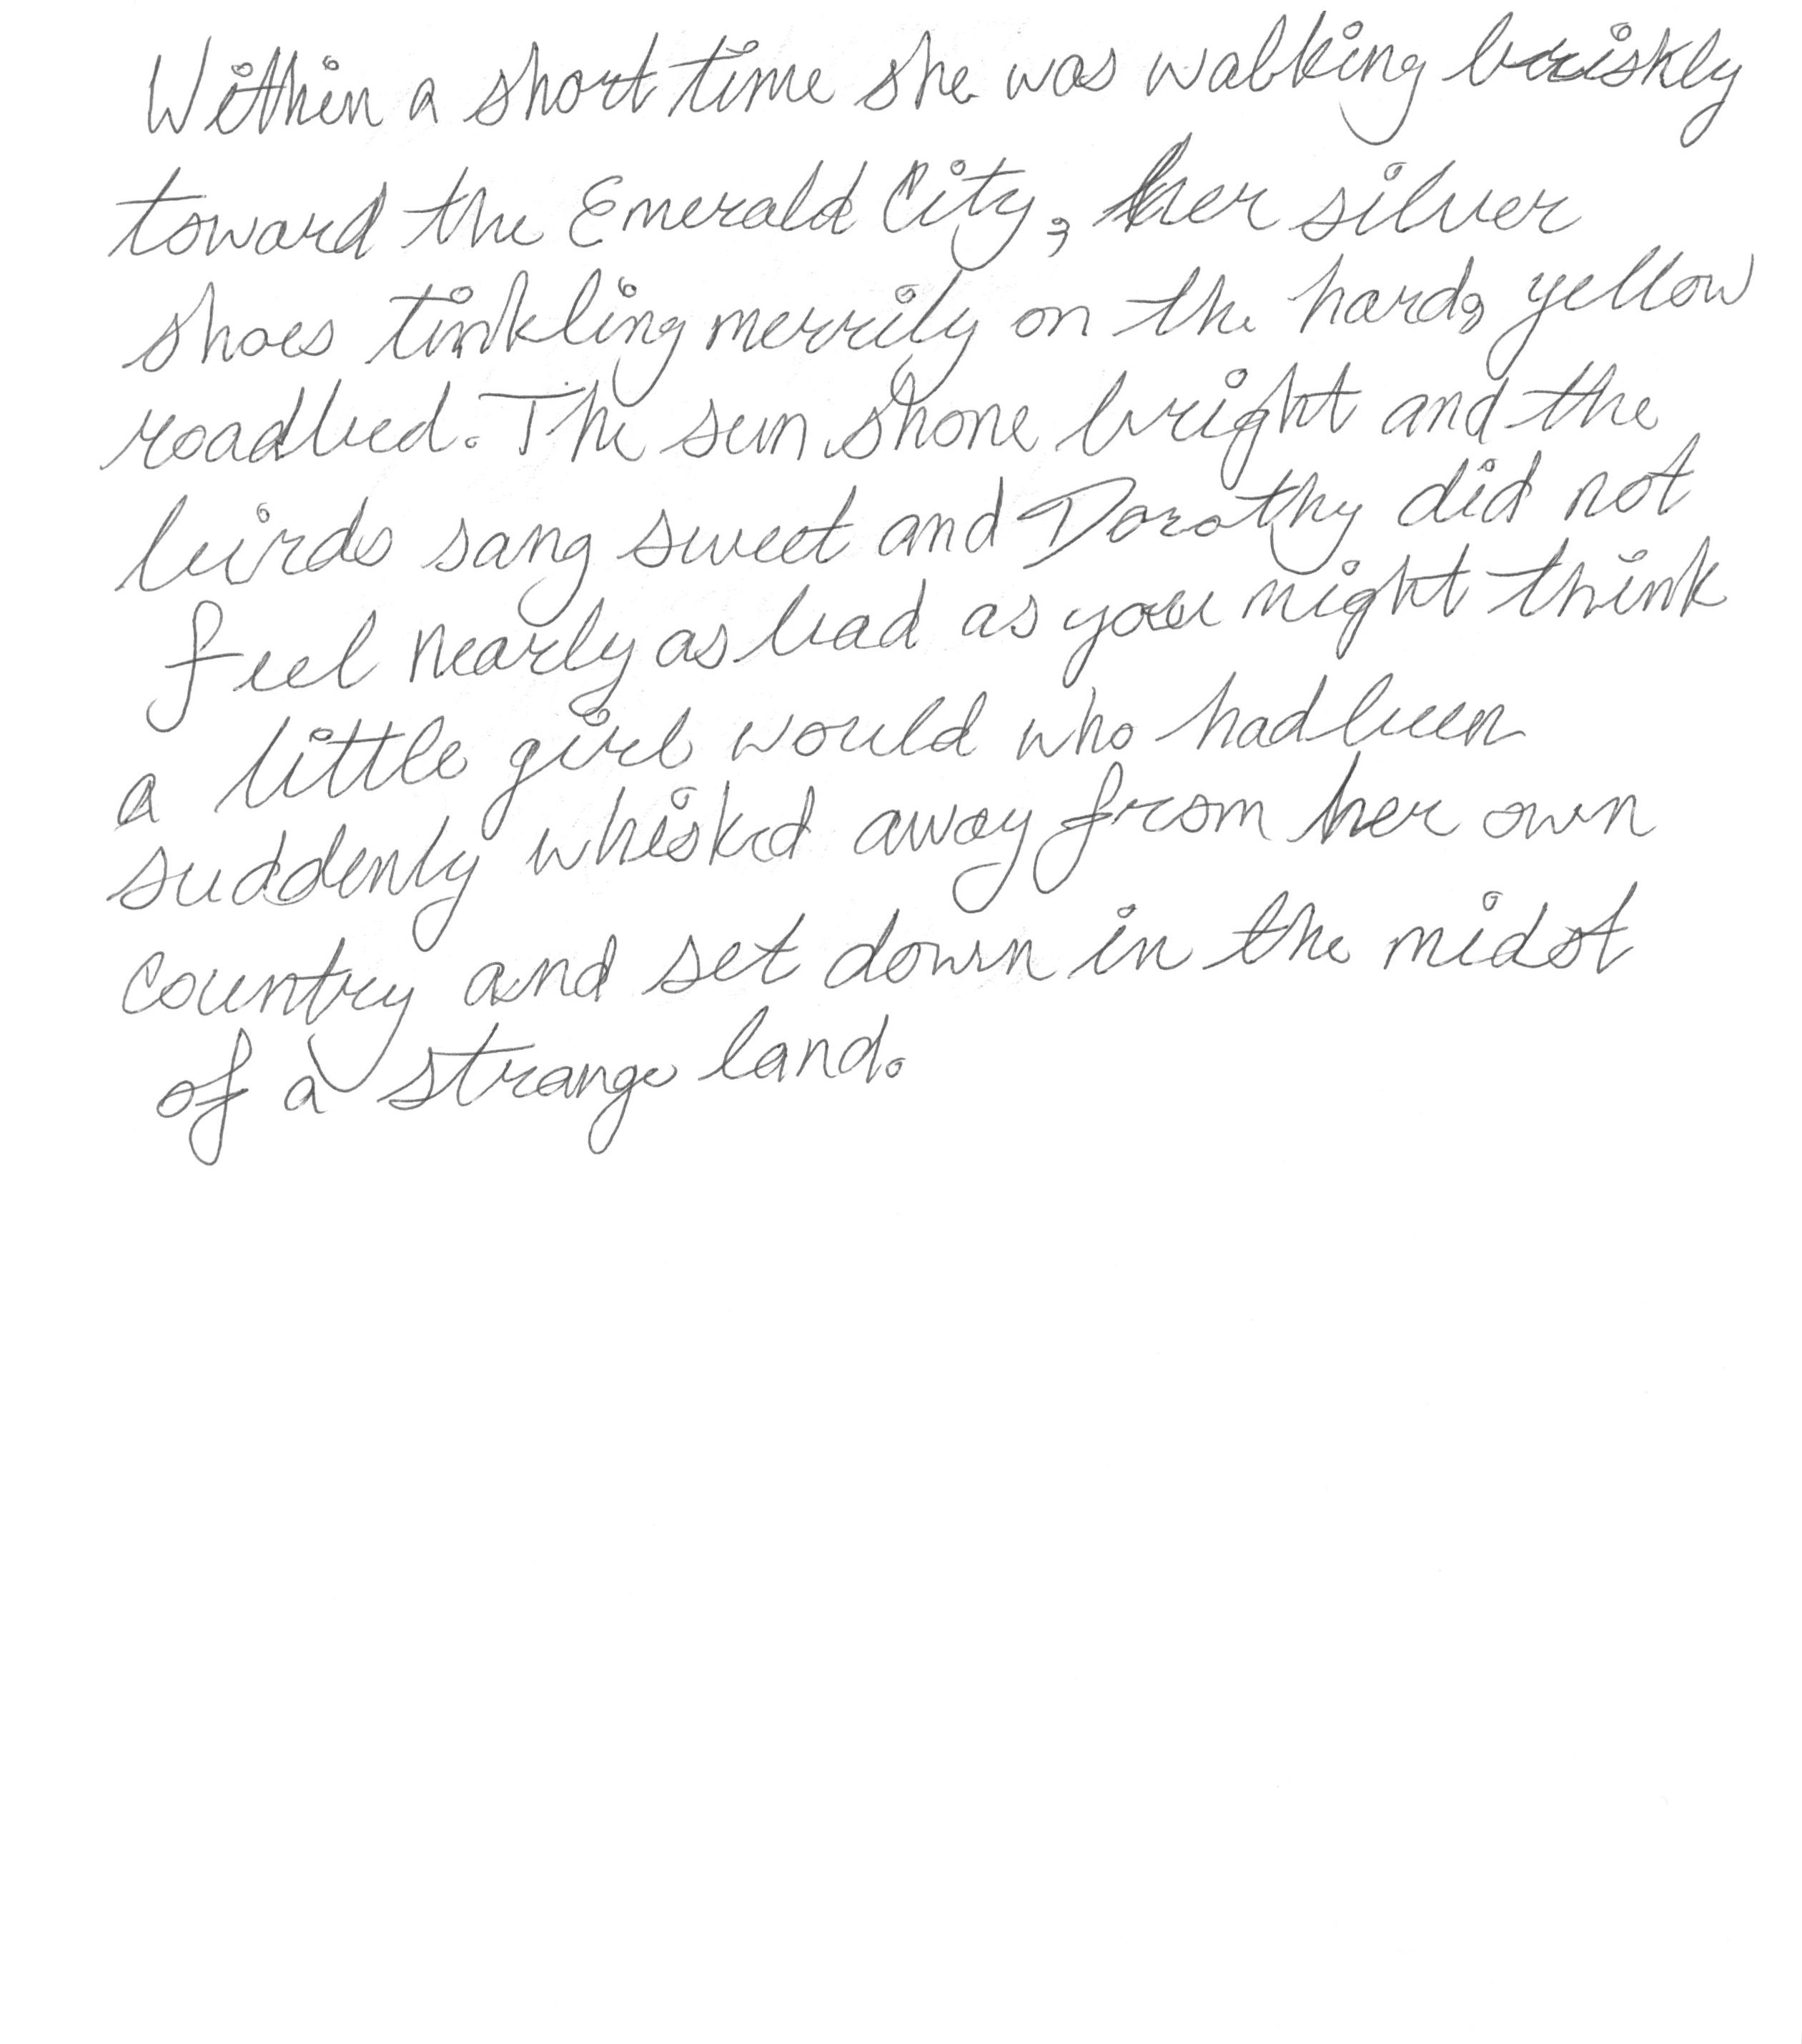 Within a short time she was walking briskly
toward the Emerald City, her silver
shoes tinkling merrily on the hard, yellow
roadbed. The sun shone bright and the
birds sang sweet and Dorothy did not
feel nearly as bad as you might think
a little girl would who had been
suddenly whisked away from her own
country and set down in the midst
of a strange land.